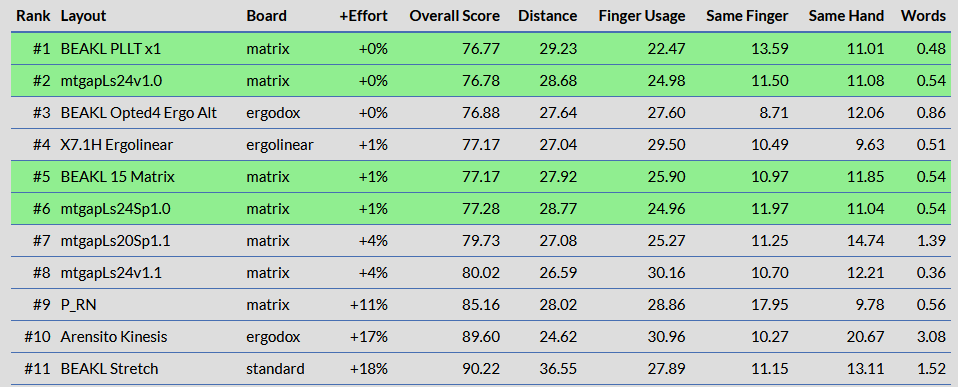 Rank Layout Board +Effort Overall Score Distance Finger Usage Same Finger Same Hand Words
#1 BEAKL PLLT x1 matrix +0% 76.77 29.23 22.47 13.59 11.01 0.48
#2 mtgapLs24v1.0 matrix +0% 76.78 28.68 24.98 11.50 11.08 0.54
#3 BEAKL Opted4 Ergo Alt ergodox +0% 76.88 27.64 27.60 8.71 12.06 0.86
#4 X7.1H Ergolinear ergolinear +1% 77.17 27.04 29.50 10.49 9.63 0.51
#5 BEAKL 15 Matrix matrix +1% 77.17 27.92 25.90 10.97 11.85 0.54
#6 mtgapLs24Sp1.0 matrix +1% 77.28 28.77 24.96 11.97 11.04 0.54
#7 mtgapLs20Sp1.1 matrix +4% 79.73 27.08 25.27 11.25 14.74 1.39
#8 mtgapLs24v1.1 matrix +4% 80.02 26.59 30.16 10.70 12.21 0.36
#9 P_RN matrix +11% 85.16 28.02 28.86 17.95 9.78 0.56
#10 Arensito Kinesis ergodox +17% 89.60 24.62 30.96 10.27 20.67 3.08
#11 BEAKL Stretch standard +18% 90.22 36.55 27.89 11.15 13.11 1.52